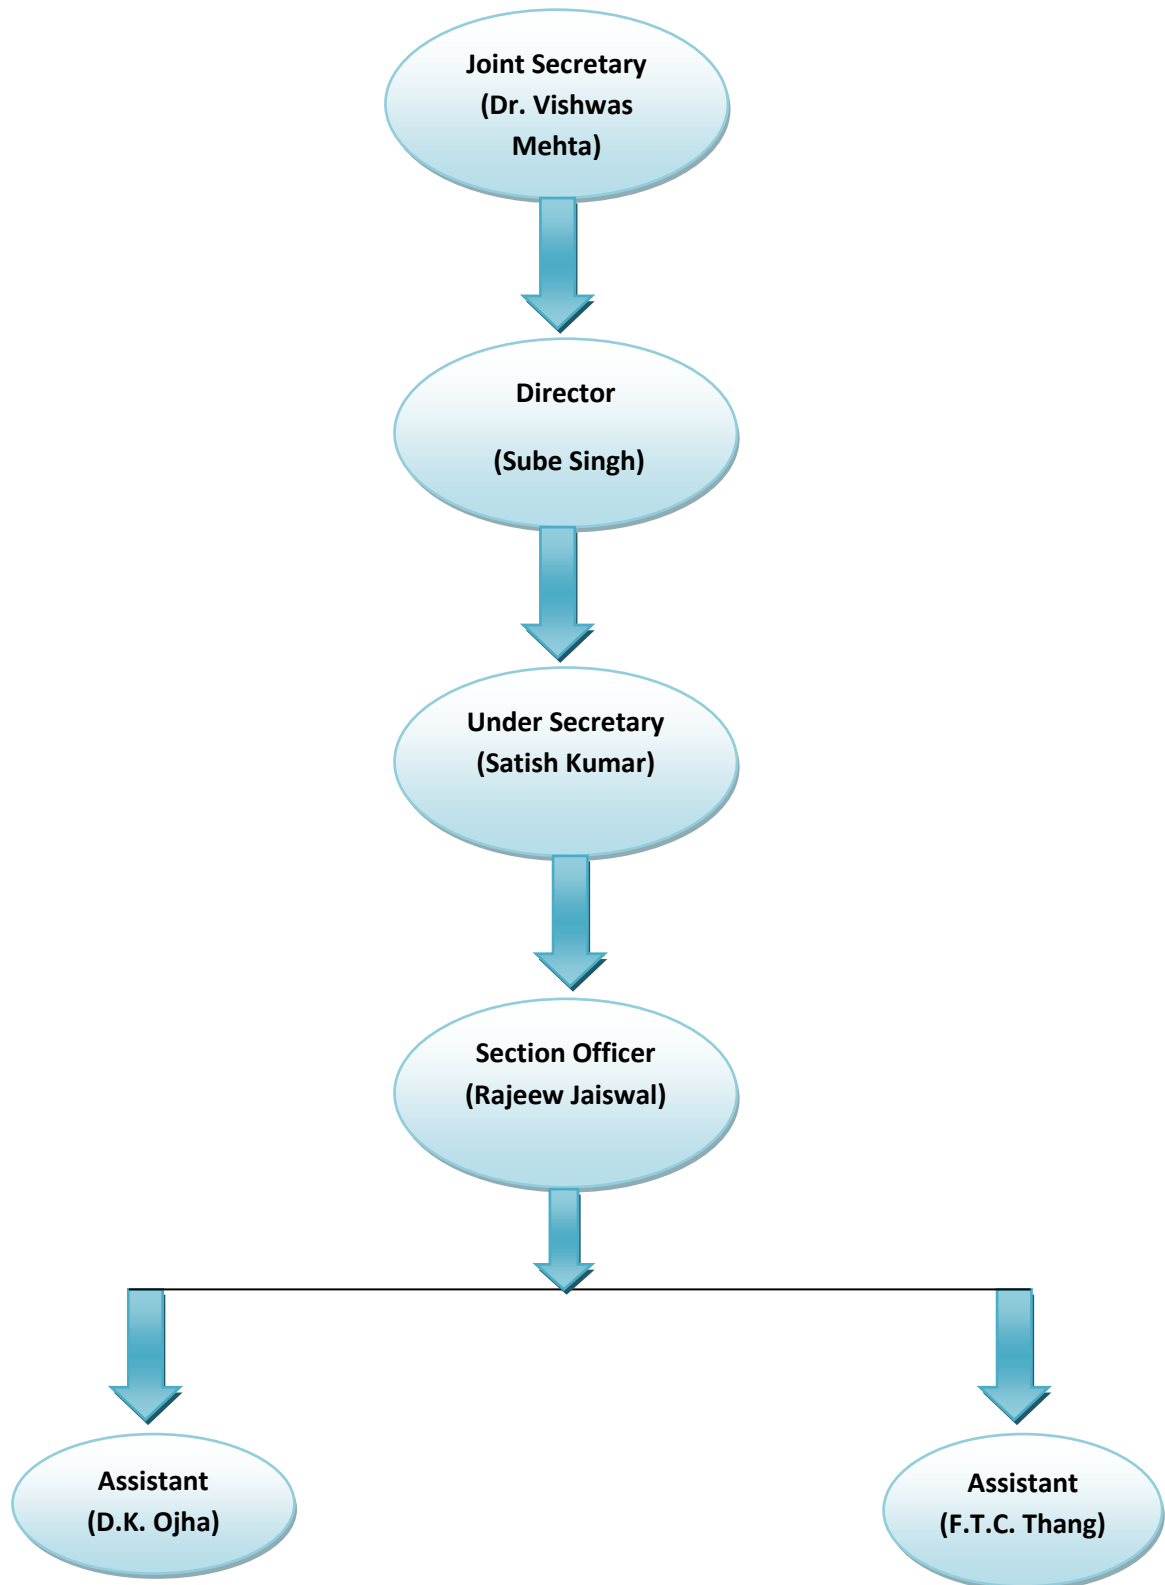 Joint Secretary
(Dr. Vishwas
Mehta)
Director
(Sube Singh)
Under Secretary
(Satish Kumar)
Section Officer
(Rajeew Jaiswal)
Assistant
(D.K. Ojha)
Assistant
(F.T.C. Thang)